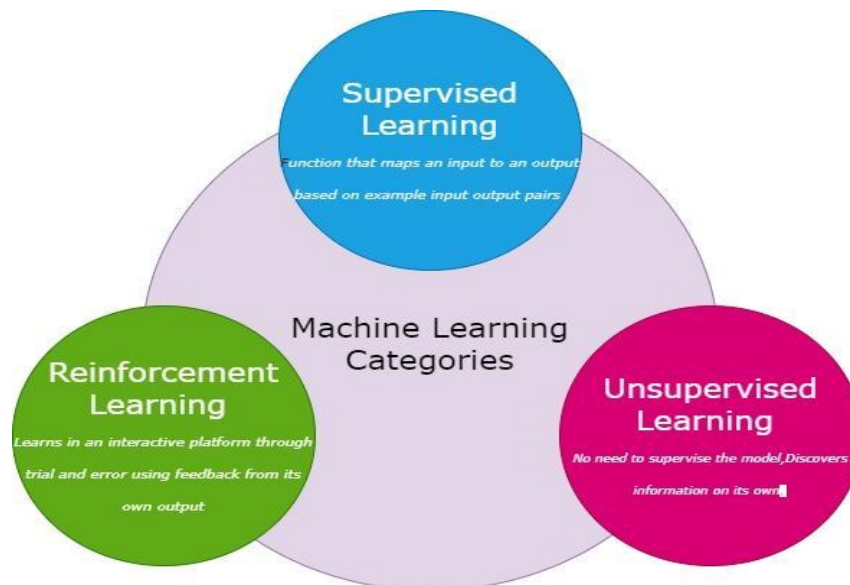 Supervised
Learning
Function that maps an input to an output
based on example input output pairs
Machine Learning
Categories
Reinforcement
Learning
Learns in an interactive platform through
trial and error using feedback from its
own output
Unsupervised
Learning
No need to supervise the model,Discovers
information on its own.